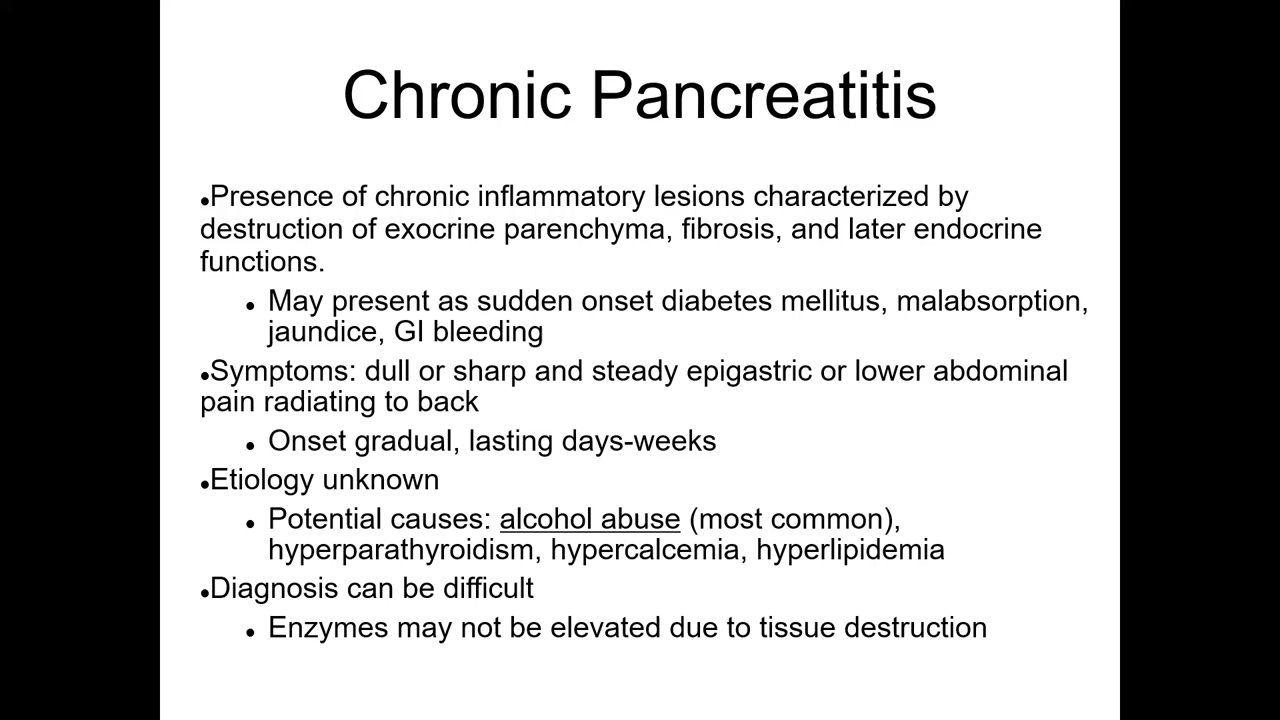 Chronic Pancreatitis
●Presence of chronic inflammatory lesions characterized by
destruction of exocrine parenchyma, fibrosis, and later endocrine
functions.
● May present as sudden onset diabetes mellitus, malabsorption,
jaundice, GI bleeding
●Symptoms: dull or sharp and steady epigastric or lower abdominal
pain radiating to back
● Onset gradual, lasting days-weeks
●Etiology unknown
● Potential causes: alcohol abuse (most common),
hyperparathyroidism, hypercalcemia, hyperlipidemia
●Diagnosis can be difficult
● Enzymes may not be elevated due to tissue destruction